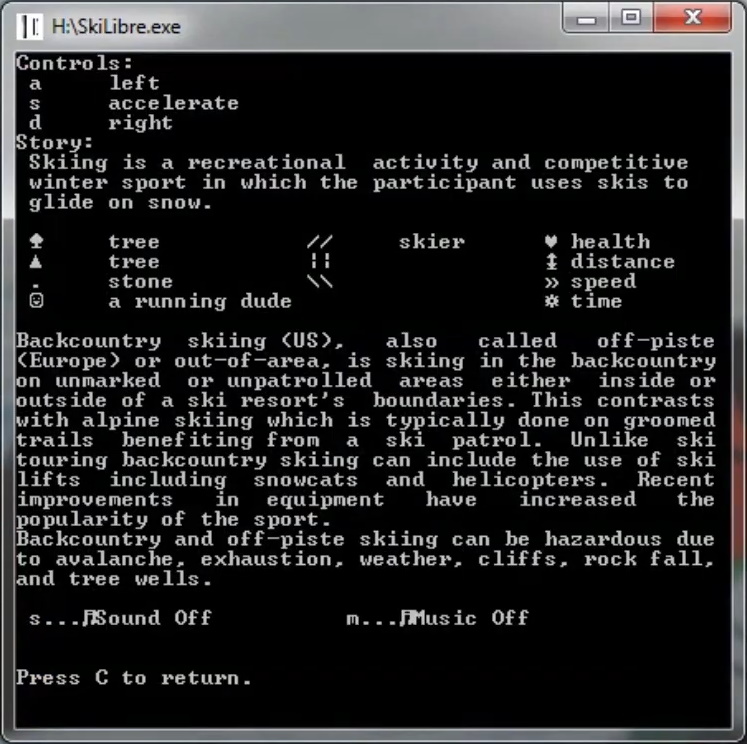 H:\SkiLibre.exe
Controls:
a left
s accelerate
d right
Story:
Skiing is a recreational activity and competitive
winter sport in which the participant uses skis to
glide on snow.
♠ tree // skier ♥ health
▲ tree ¦¦ ↨ distance
. stone \\ » speed
☺ a running dude ☼ time
Backcountry skiing (US), also called off-piste
(Europe) or out-of-area, is skiing in the backcountry
on unmarked or unpatrolled areas either inside or
outside of a ski resort's boundaries. This contrasts
with alpine skiing which is typically done on groomed
trails benefiting from a ski patrol. Unlike ski
touring backcountry skiing can include the use of ski
lifts including snowcats and helicopters. Recent
improvements in equipment have increased the
popularity of the sport.
Backcountry and off-piste skiing can be hazardous due
to avalanche, exhaustion, weather, cliffs, rock fall,
and tree wells.
s...♫Sound Off m...♫Music Off
Press C to return.